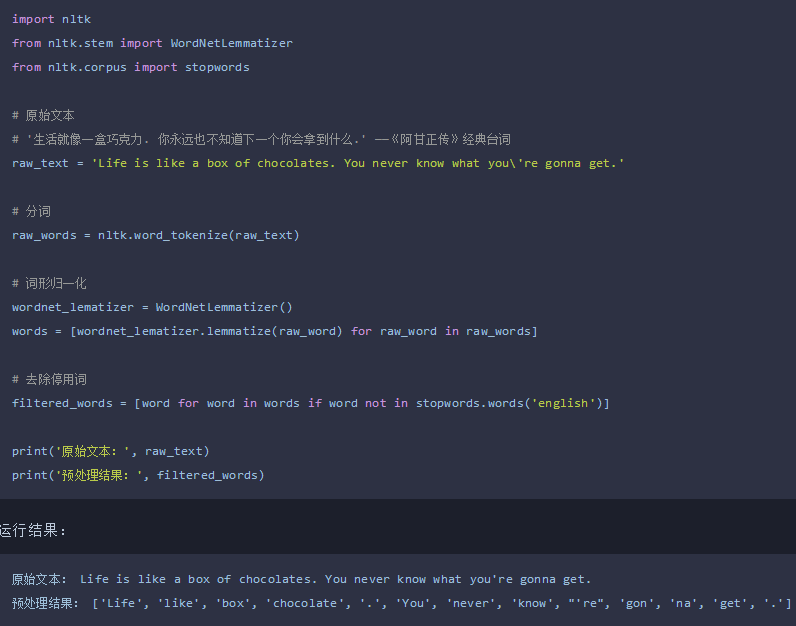 import nltk
from nltk.stem import WordNetLemmatizer
from nltk.corpus import stopwords
# 原始文本
# '生活就像一盒巧克力. 你永远也不知道下一个你会拿到什么.' --《阿甘正传》经典台词
raw_text = 'Life is like a box of chocolates. You never know what you\'re gonna get.'
# 分词
raw_words = nltk.word_tokenize(raw_text)
# 词形归一化
wordnet_lematizer = WordNetLemmatizer()
words = [wordnet_lematizer.lemmatize(raw_word) for raw_word in raw_words]
# 去除停用词
filtered_words = [word for word in words if word not in stopwords.words('english')]
print('原始文本：', raw_text)
print('预处理结果：', filtered_words)
运行结果：
原始文本： Life is like a box of chocolates. You never know what you're gonna get.
预处理结果： ['Life', 'like', 'box', 'chocolate', '.', 'You', 'never', 'know', "'re", 'gon', 'na', 'get', '.']